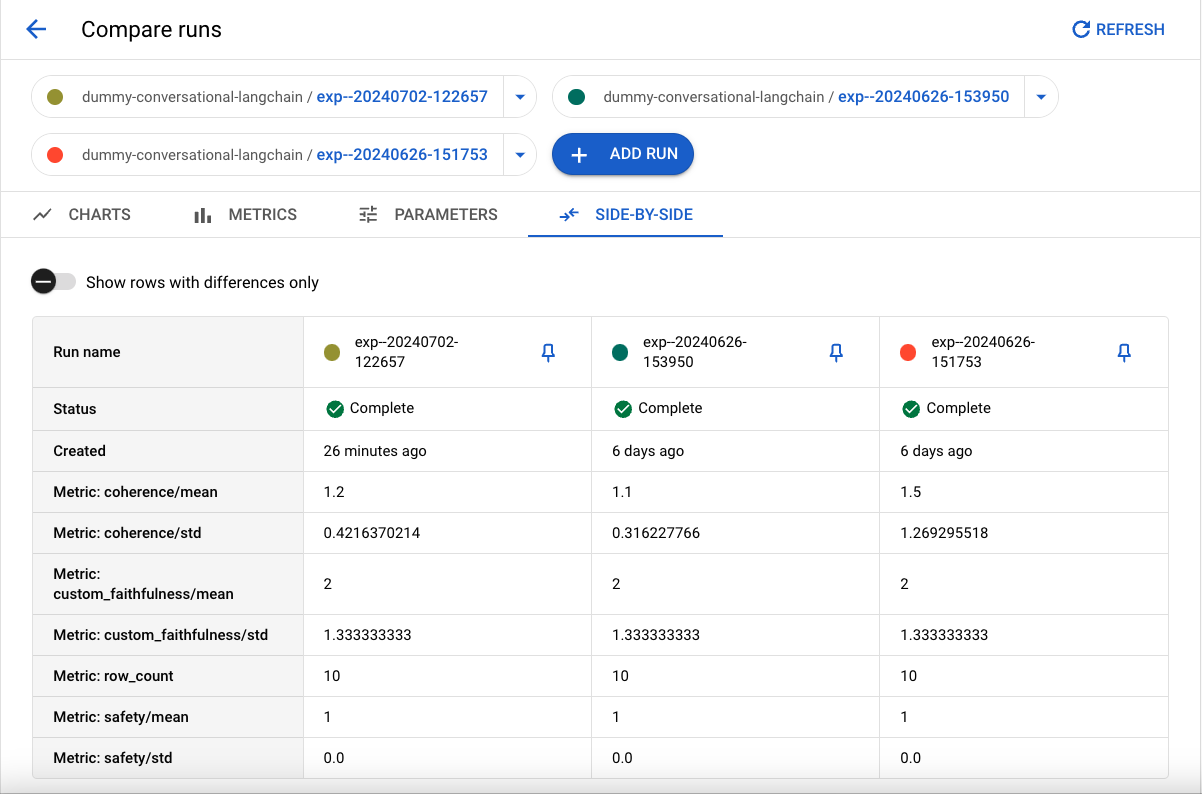 Compare runs
REFRESH
dummy-conversational-langchain / exp--20240702-122657
dummy-conversational-langchain / exp--20240626-153950
dummy-conversational-langchain / exp--20240626-151753
ADD RUN
CHARTS
METRICS
PARAMETERS
SIDE-BY-SIDE
Show rows with differences only
Run name
exp--20240702-
122657
exp--20240626-
153950
exp--20240626-
151753
Status
Complete
Complete
Complete
Created
26 minutes ago
6 days ago
6 days ago
Metric: coherence/mean
1.2
1.1
1.5
Metric: coherence/std
0.4216370214
0.316227766
1.269295518
Metric:
custom_faithfulness/mean
2
2
2
Metric: custom_faithfulness/std
1.333333333
1.333333333
1.333333333
Metric: row_count
10
10
10
Metric: safety/mean
1
1
1
Metric: safety/std
0.0
0.0
0.0